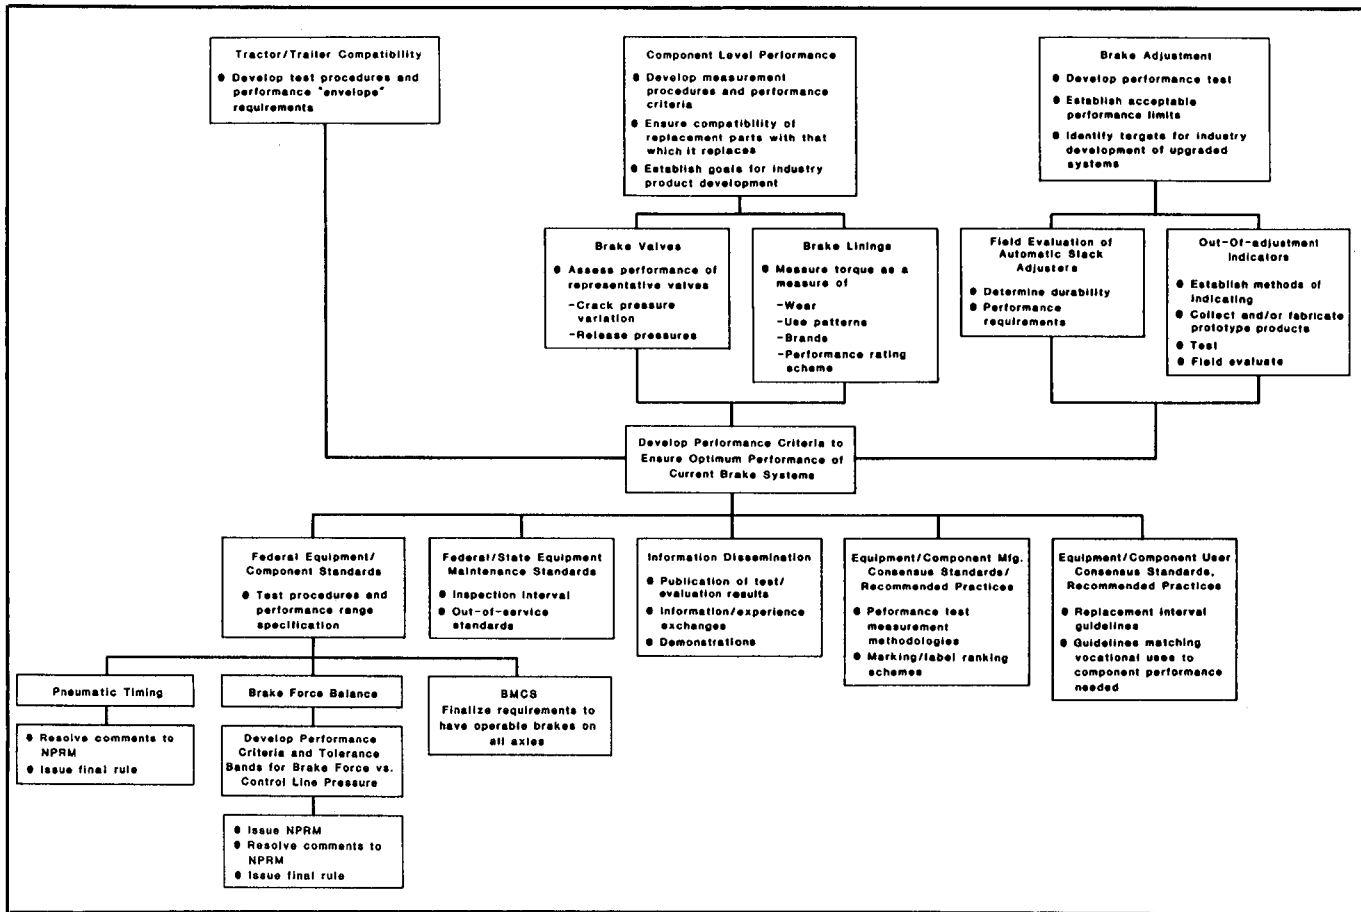 Tractor/Trailer Compatibility
● Develop test procedures and
performance "envelope"
requirements
Component Level Performance
● Develop measurement
procedures and performance
criteria
● Ensure compatibility of
replacement parts with that
which it replaces
● Establish goals for industry
product development
Brake Adjustment
● Develop performance test
● Establish acceptable
performance limits
● Identify targets for industry
development of upgraded
systems
Brake Valves
● Assess performance of
representative valves
-Crack pressure
variation
-Release pressures
Brake Linings
● Measure torque as a
measure of
-Wear
-Use patterns
-Brands
-Performance rating
scheme
Field Evaluation of
Automatic Slack
Adjusters
● Determine durability
● Performance
requirements
Out-Of-adjustment
Indicators
● Establish methods of
indicating
● Collect and/or fabricate
prototype products
● Test
● Field evaluate
Develop Performance Criteria to
Ensure Optimum Performance of
Current Brake Systems
Federal Equipment/
Component Standards
● Test procedures and
performance range
specification
Federal/State Equipment
Maintenance Standards
● Inspection Interval
● Out-of-service
standards
Information Dissemination
● Publication of test/
evaluation results
● Information/experience
exchanges
● Demonstrations
Equipment/Component Mfg.
Consensus Standards/
Recommended Practices
● Peformance test
measurement
methodologies
● Marking/label ranking
schemes
Equipment/Component User
Consensus Standards,
Recommended Practices
● Replacement interval
guidelines
● Guidelines matching
vocational uses to
component performance
needed
Pneumatic Timing
● Resolve comments to
NPRM
● Issue final rule
Brake Force Balance
Develop Performance
Criteria and Tolerance
Bands for Brake Force vs.
Control Line Pressure
● Issue NPRM
● Resolve comments to
NPRM
● Issue final rule
BMCS
Finalize requirements to
have operable brakes on
all axles